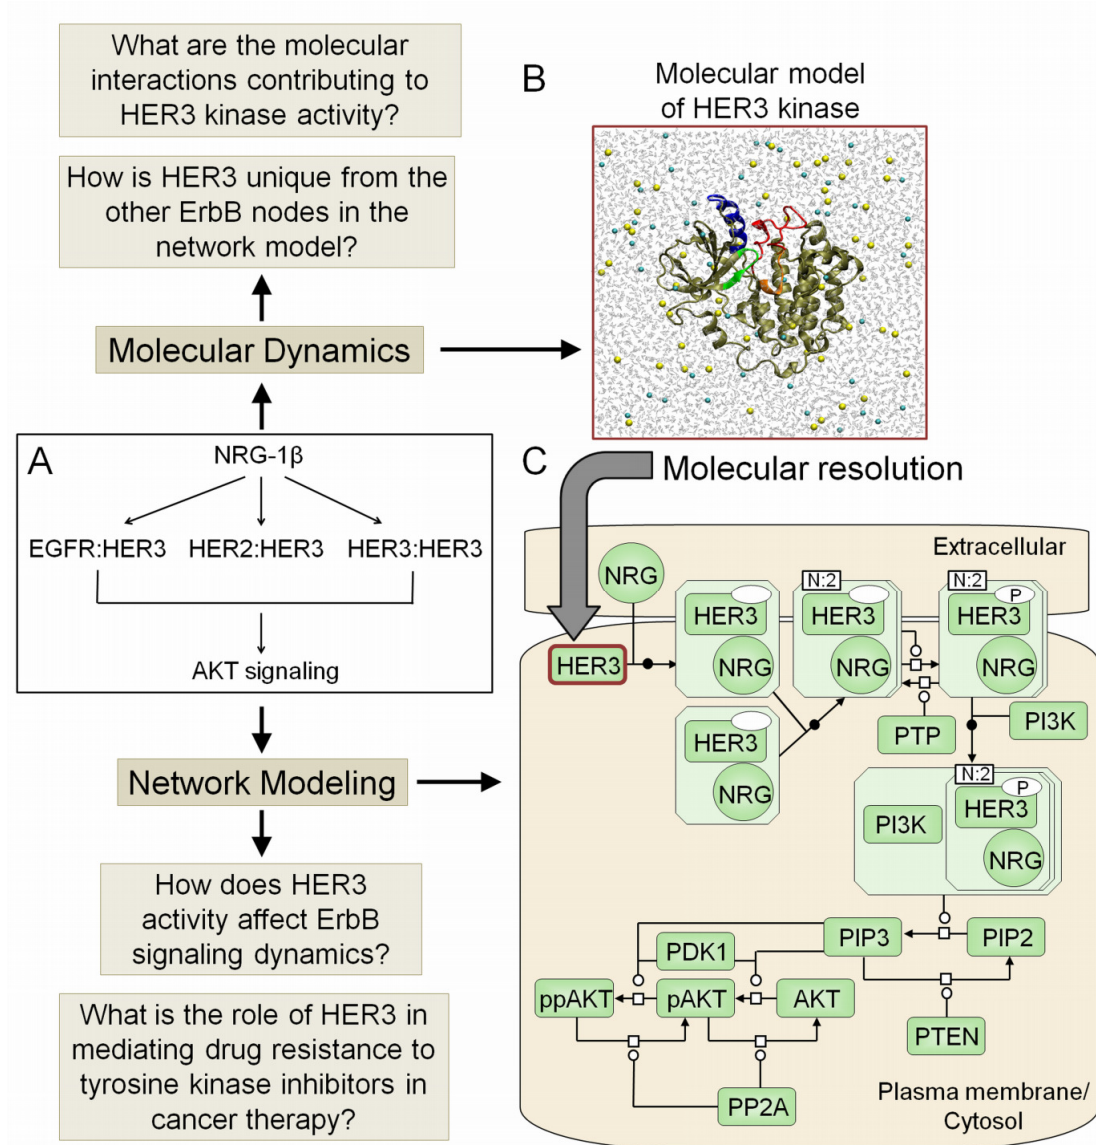 What are the molecular
interactions contributing to
HER3 kinase activity?
How is HER3 unique from the
other ErbB nodes in the
network model?
Molecular Dynamics
B
Molecular model
of HER3 kinase
A
NRG-1β
EGFR:HER3 HER2:HER3 HER3:HER3
AKT signaling
Network Modeling
How does HER3
activity affect ErbB
signaling dynamics?
What is the role of HER3 in
mediating drug resistance to
tyrosine kinase inhibitors in
cancer therapy?
C
Molecular resolution
Extracellular
NRG
HER3
HER3
NRG
HER3
NRG
N:2
HER3
NRG
N:2
P
HER3
NRG
PTP
PI3K
N:2
P
HER3
PI3K
NRG
PIP3
PIP2
PDK1
ppAKT
pAKT
AKT
PTEN
PP2A
Plasma membrane/
Cytosol